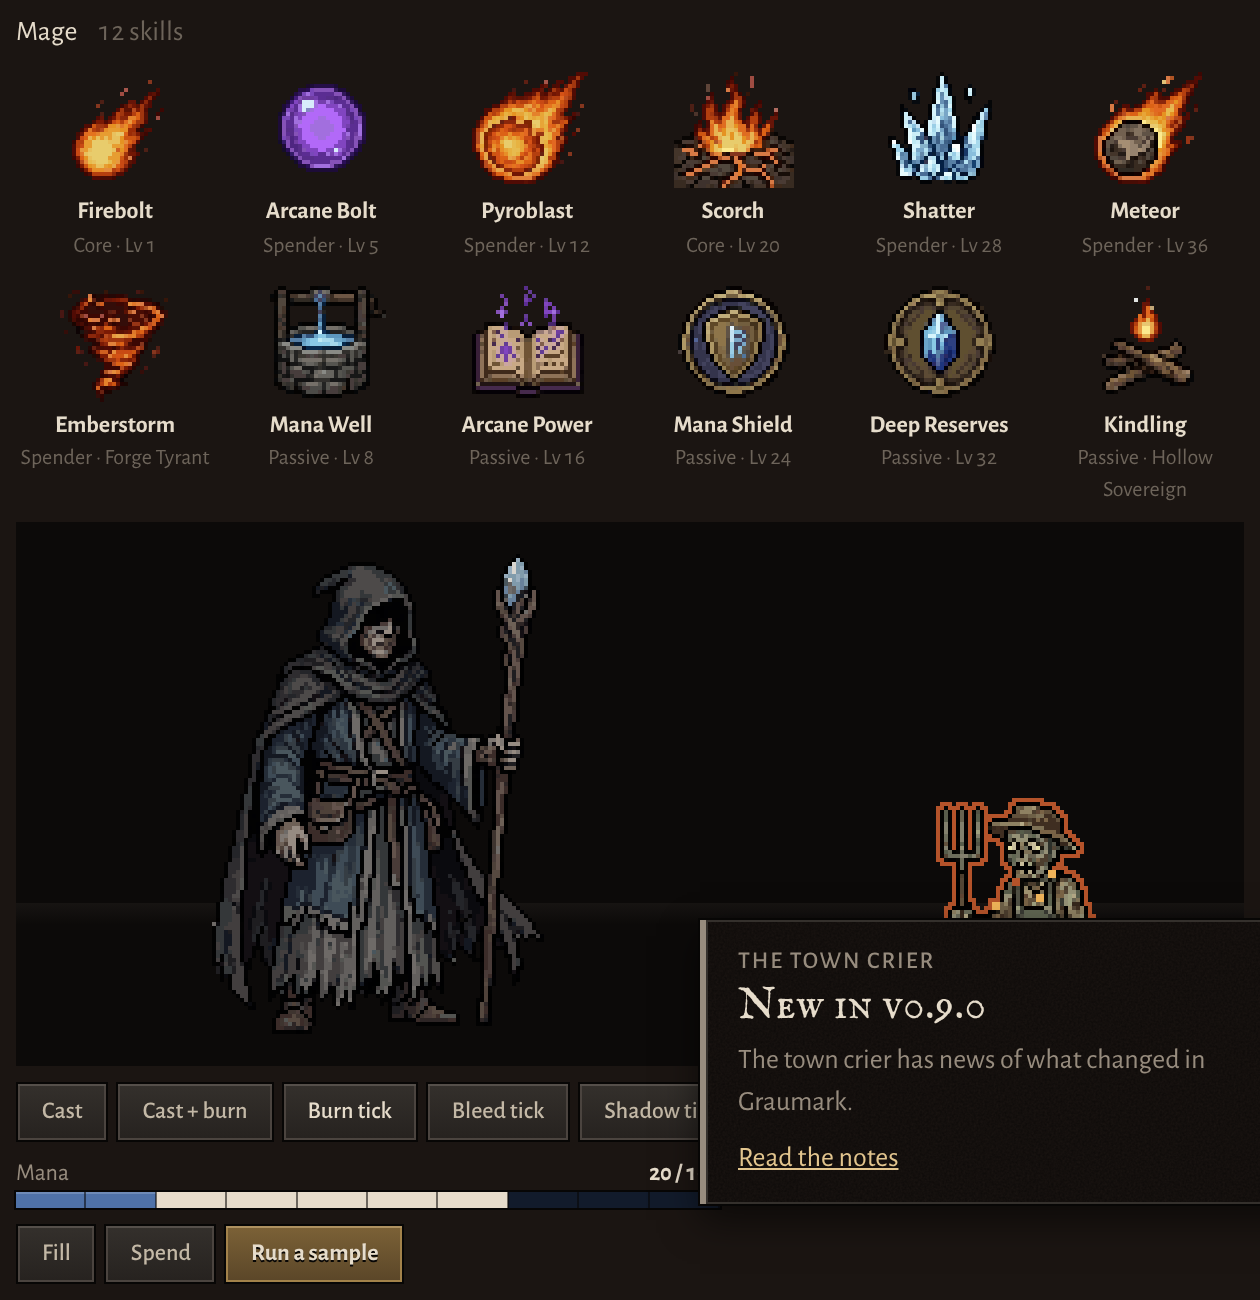 Mage 12 skills
Firebolt Arcane Bolt Pyroblast Scorch Shatter Meteor
Core · Lv 1 Spender · Lv 5 Spender · Lv 12 Core · Lv 20 Spender · Lv 28 Spender · Lv 36
Emberstorm Mana Well Arcane Power Mana Shield Deep Reserves Kindling
Spender · Forge Tyrant Passive · Lv 8 Passive · Lv 16 Passive · Lv 24 Passive · Lv 32 Passive · Hollow
Sovereign
THE TOWN CRIER
New in v0.9.0
The town crier has news of what changed in
Graumark.
Read the notes
Cast Cast + burn Burn tick Bleed tick Shadow ti
Mana 20 / 1
Fill Spend Run a sample